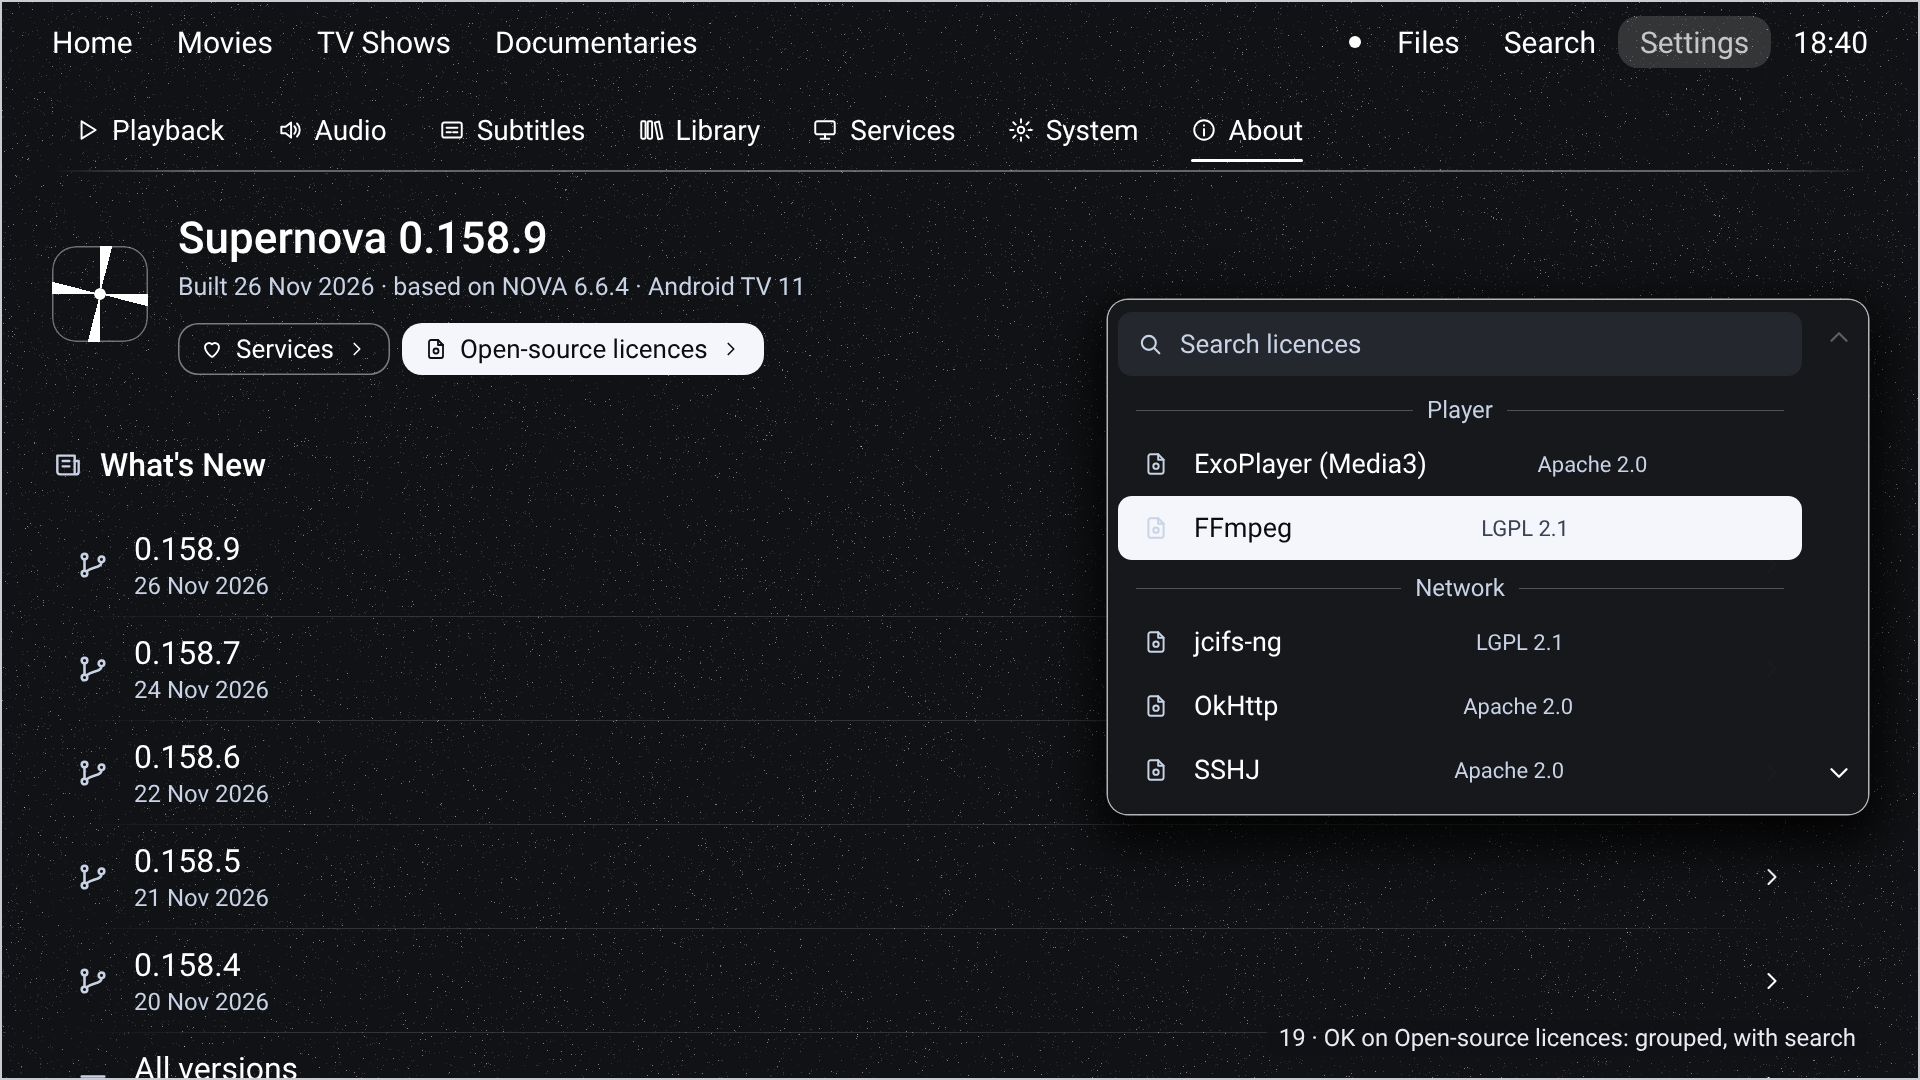 Home Movies TV Shows Documentaries Files Search Settings 18:40
Playback Audio Subtitles Library Services System About
Supernova 0.158.9
Built 26 Nov 2026 · based on NOVA 6.6.4 · Android TV 11
Services Open-source licences
Search licences
Player
ExoPlayer (Media3) Apache 2.0
FFmpeg LGPL 2.1
Network
jcifs-ng LGPL 2.1
OkHttp Apache 2.0
SSHJ Apache 2.0
What's New
0.158.9
26 Nov 2026
0.158.7
24 Nov 2026
0.158.6
22 Nov 2026
0.158.5
21 Nov 2026
0.158.4
20 Nov 2026
All versions
19 · OK on Open-source licences: grouped, with search